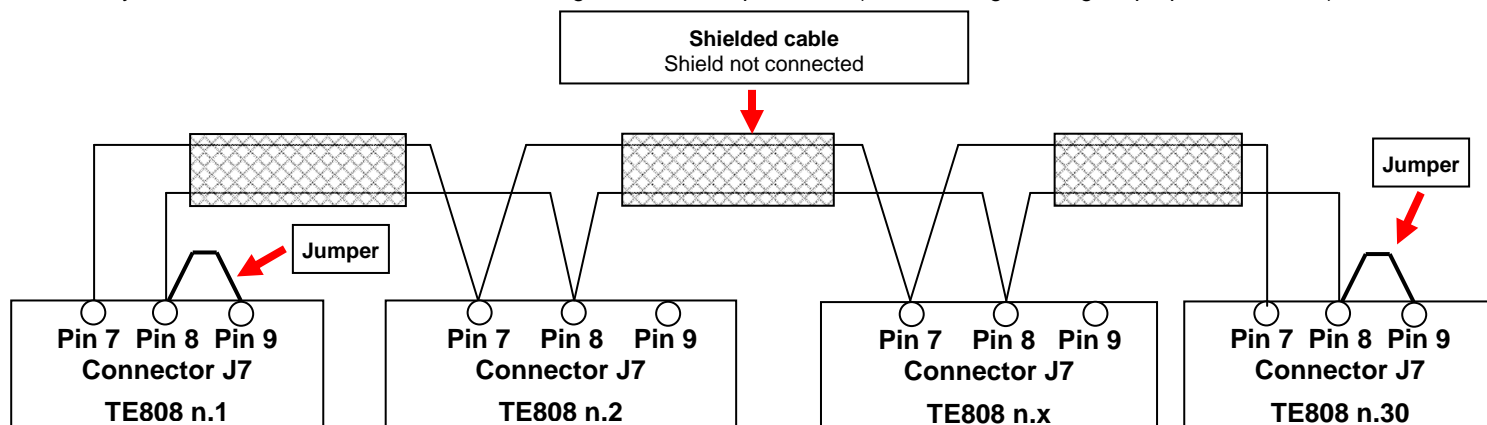 Shielded cable
Shield not connected
Jumper
Jumper
Pin 7 Pin 8 Pin 9
Connector J7
TE808 n.1
Pin 7 Pin 8 Pin 9
Connector J7
TE808 n.2
Pin 7 Pin 8 Pin 9
Connector J7
TE808 n.x
Pin 7 Pin 8 Pin 9
Connector J7
TE808 n.30